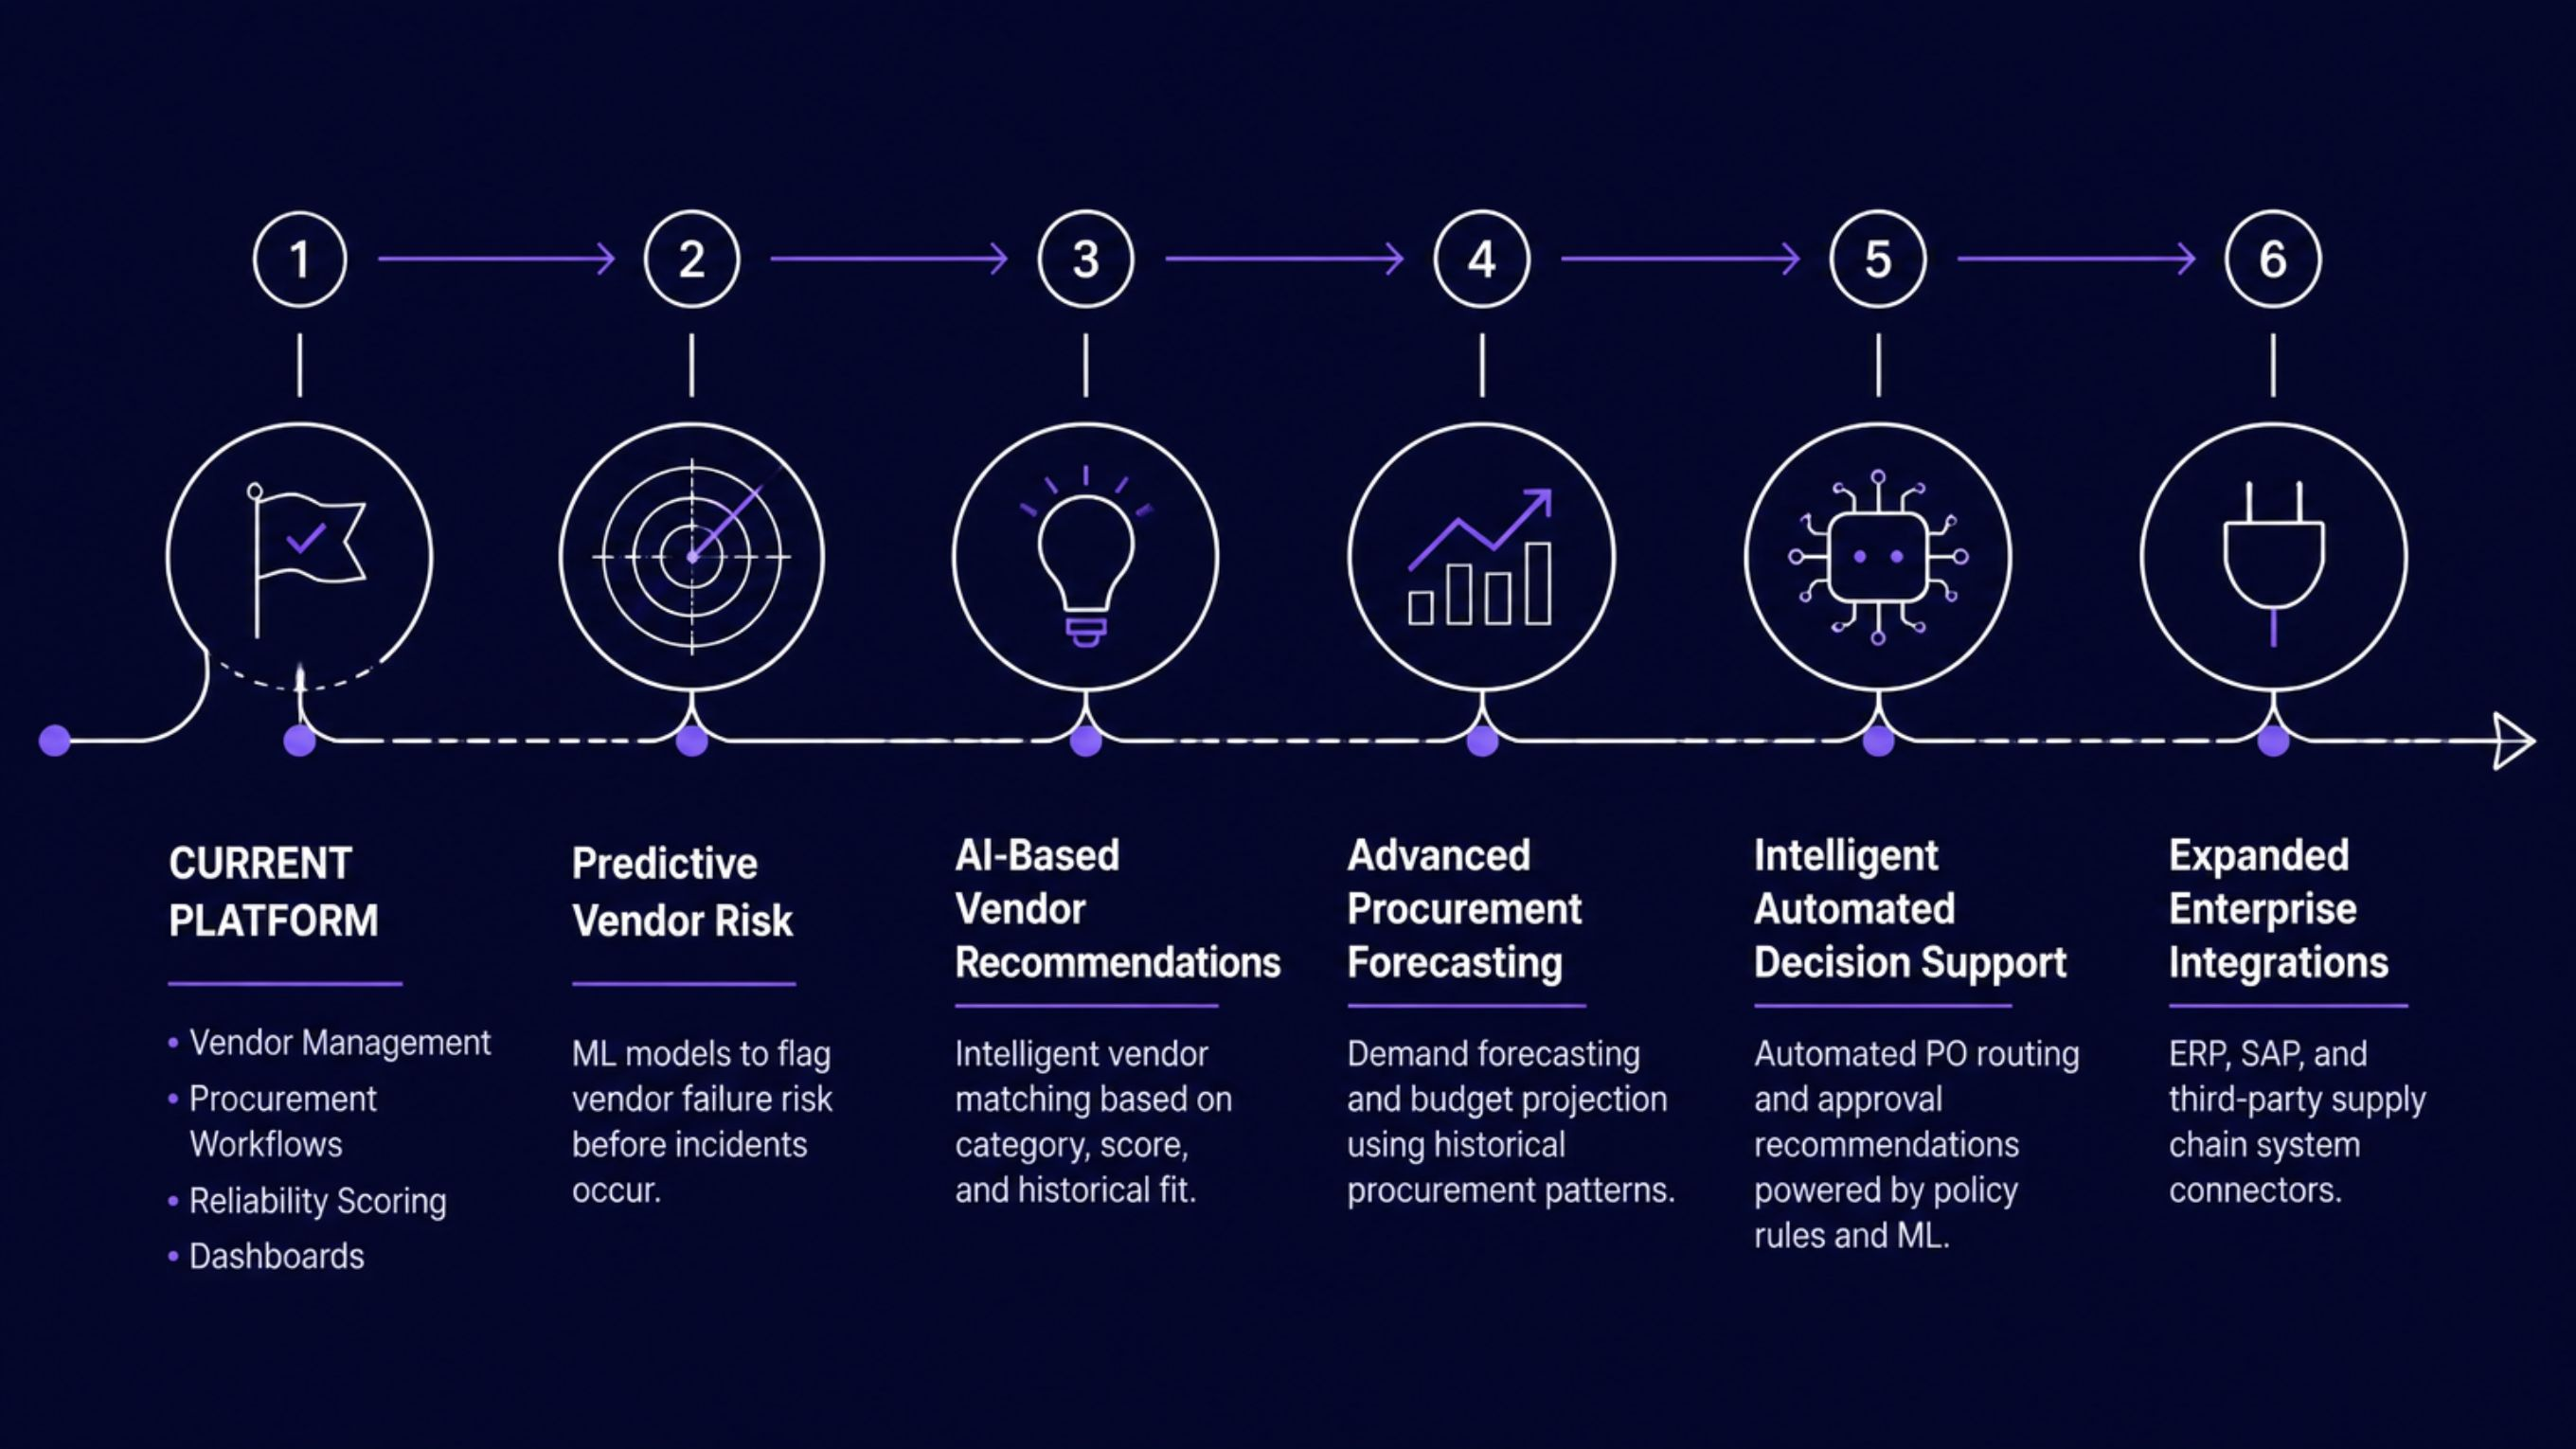 1
2
3
4
5
6
CURRENT
PLATFORM
• Vendor Management
• Procurement
Workflows
• Reliability Scoring
• Dashboards
Predictive
Vendor Risk
ML models to flag
vendor failure risk
before incidents
occur.
AI-Based
Vendor
Recommendations
Intelligent vendor
matching based on
category, score,
and historical fit.
Advanced
Procurement
Forecasting
Demand forecasting
and budget projection
using historical
procurement patterns.
Intelligent
Automated
Decision Support
Automated PO routing
and approval
recommendations
powered by policy
rules and ML.
Expanded
Enterprise
Integrations
ERP, SAP, and
third-party supply
chain system
connectors.